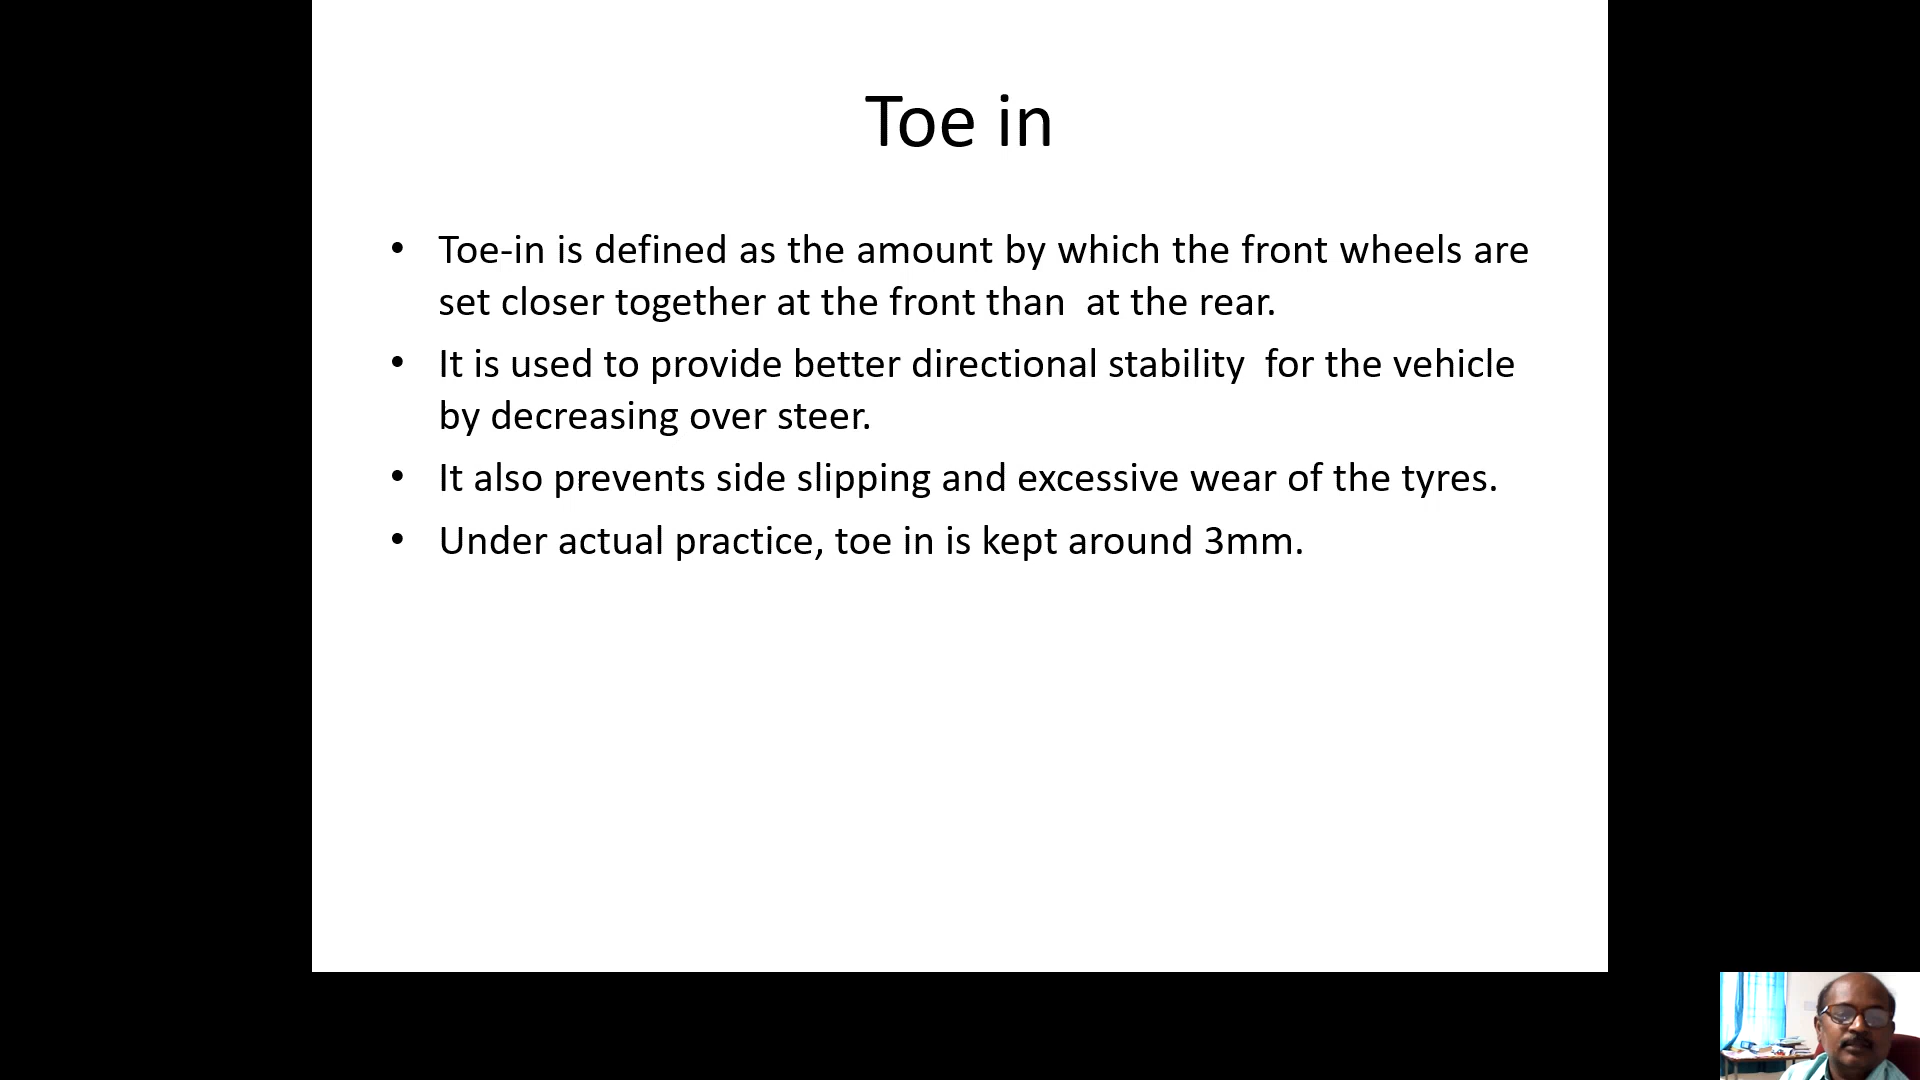 Toe in
• Toe-in is defined as the amount by which the front wheels are
set closer together at the front than  at the rear.
• It is used to provide better directional stability  for the vehicle
by decreasing over steer.
• It also prevents side slipping and excessive wear of the tyres.
• Under actual practice, toe in is kept around 3mm.